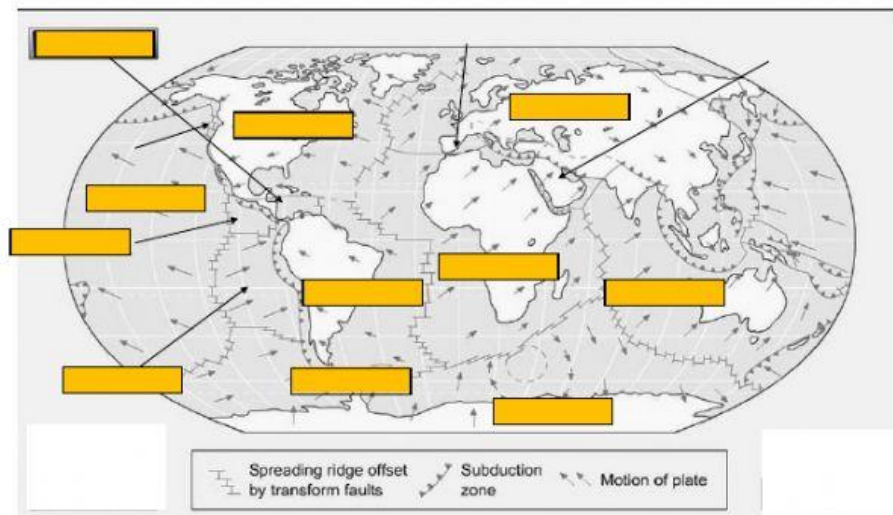 Spreading ridge offset
by transform faults
Subduction
zone
Motion of plate